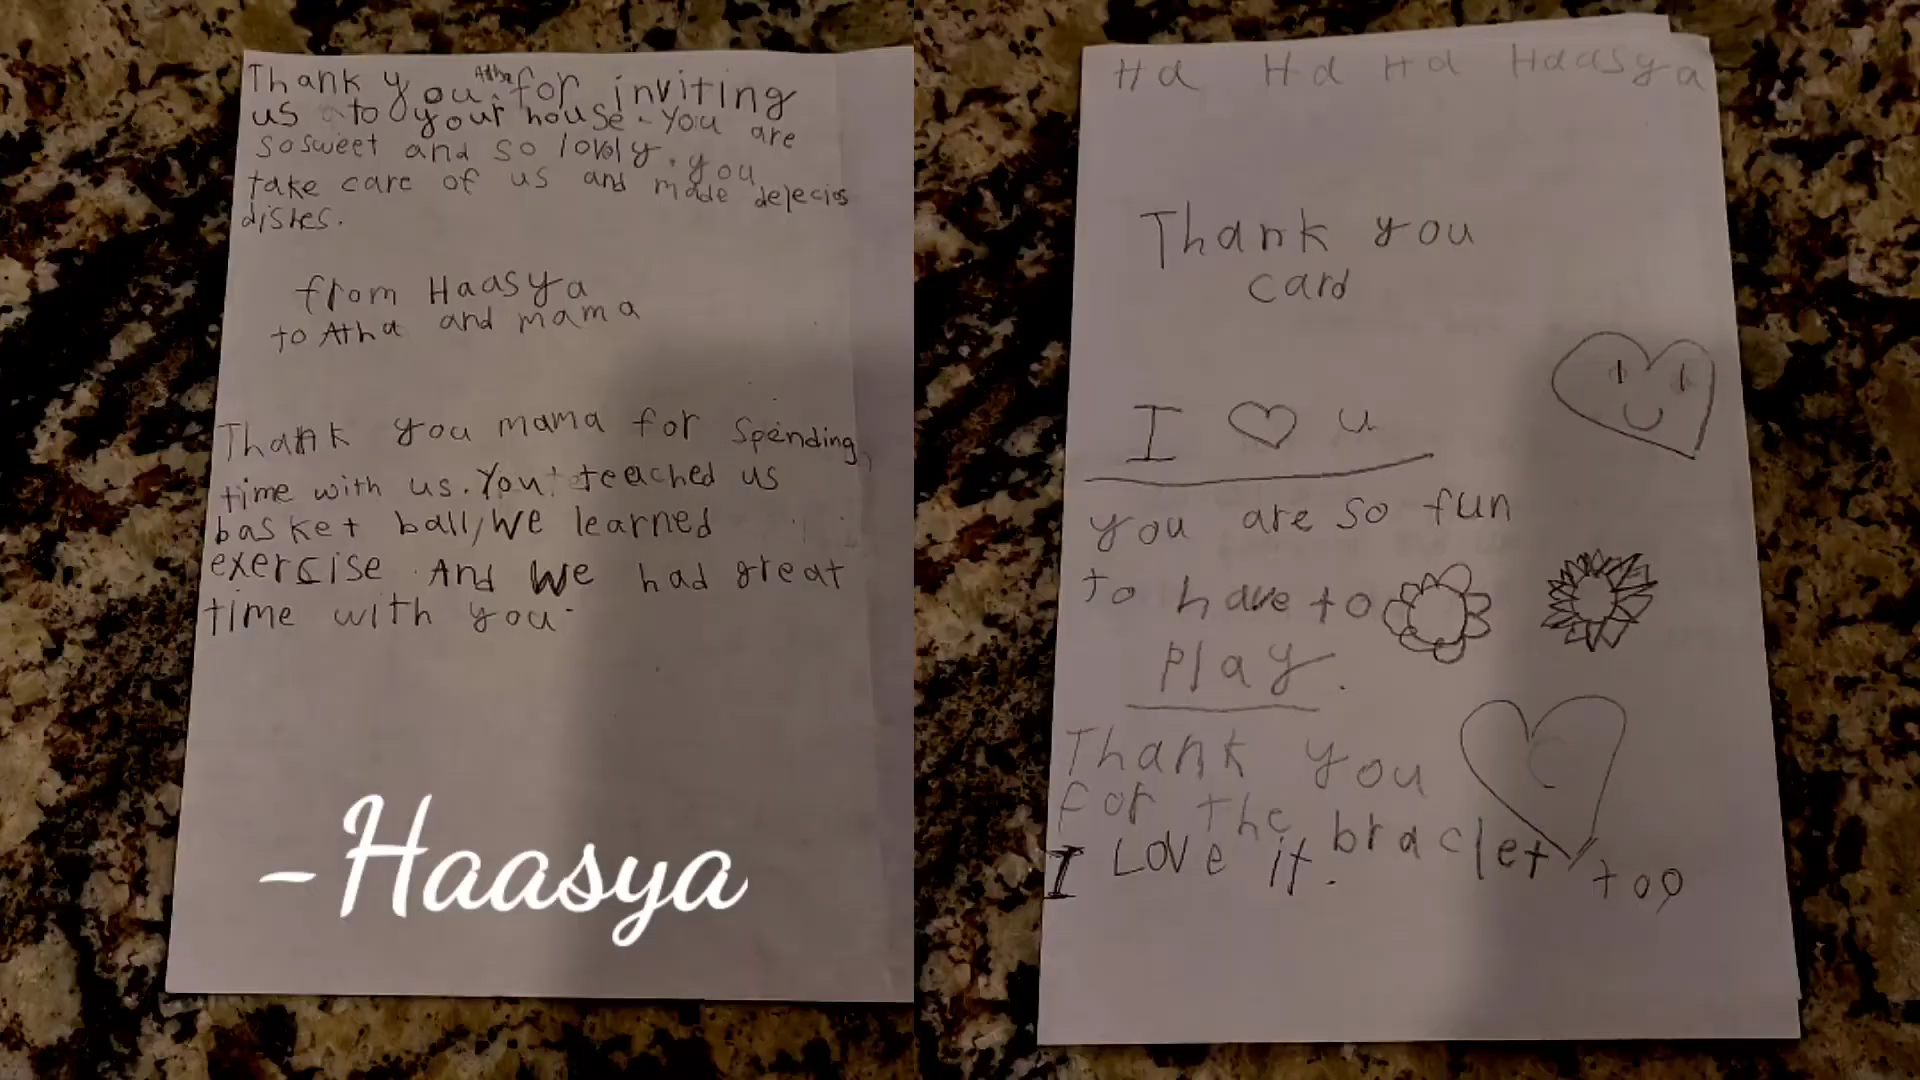 Thank you Atha for inviting
us to your house. You are
so sweet and so lovly. you
take care of us and made delecios
dishes.
from Haasya
to Atha and mama
Thank you mama for spending
time with us. You teached us
basket ball, We learned
exercise. And we had great
time with you.
-Haasya
Ha Ha Ha Haasya
Thank you
card
I ♡ u
you are so fun
to have to
play.
Thank you
for the braclet too
I Love it.